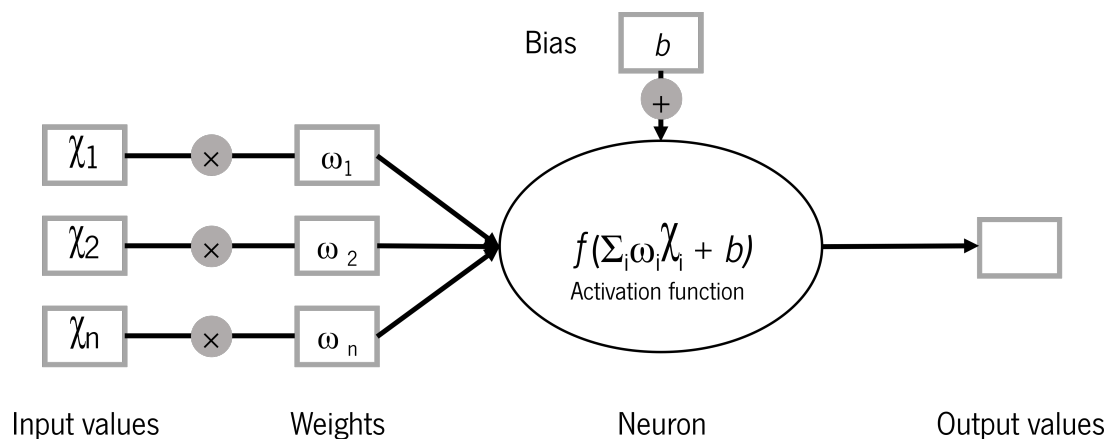 Bias b
+
χ1 × ω1
χ2 × ω2
χn × ωn
f(Σiωiχi + b)
Activation function
Input values Weights Neuron Output values